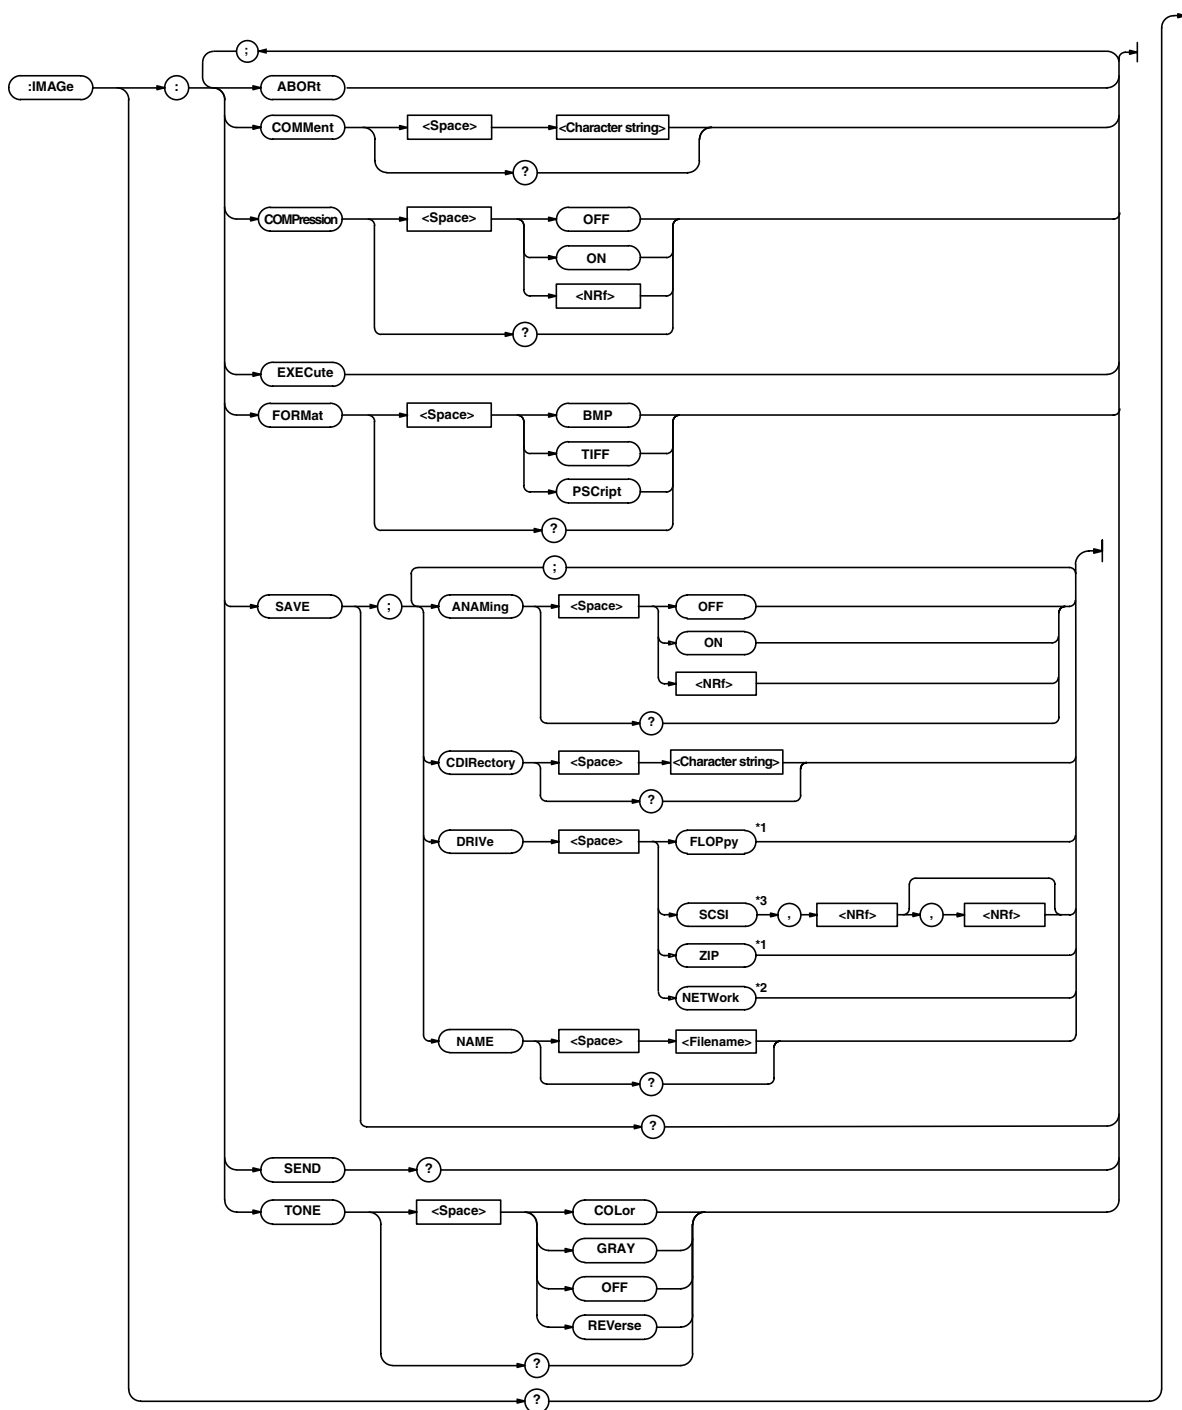 ;
:IMAGe : ABORt
COMMent <Space> <Character string>
?
COMPression <Space> OFF
ON
<NRf>
?
EXECute
FORMat <Space> BMP
TIFF
PSCript
?
;
SAVE ; ANAMing <Space> OFF
ON
<NRf>
?
CDIRectory <Space> <Character string>
?
DRIVe <Space> FLOPpy *1
SCSI *3 , <NRf> , <NRf>
ZIP *1
NETWork *2
NAME <Space> <Filename>
?
?
SEND ?
TONE <Space> COLor
GRAY
OFF
REVerse
?
?